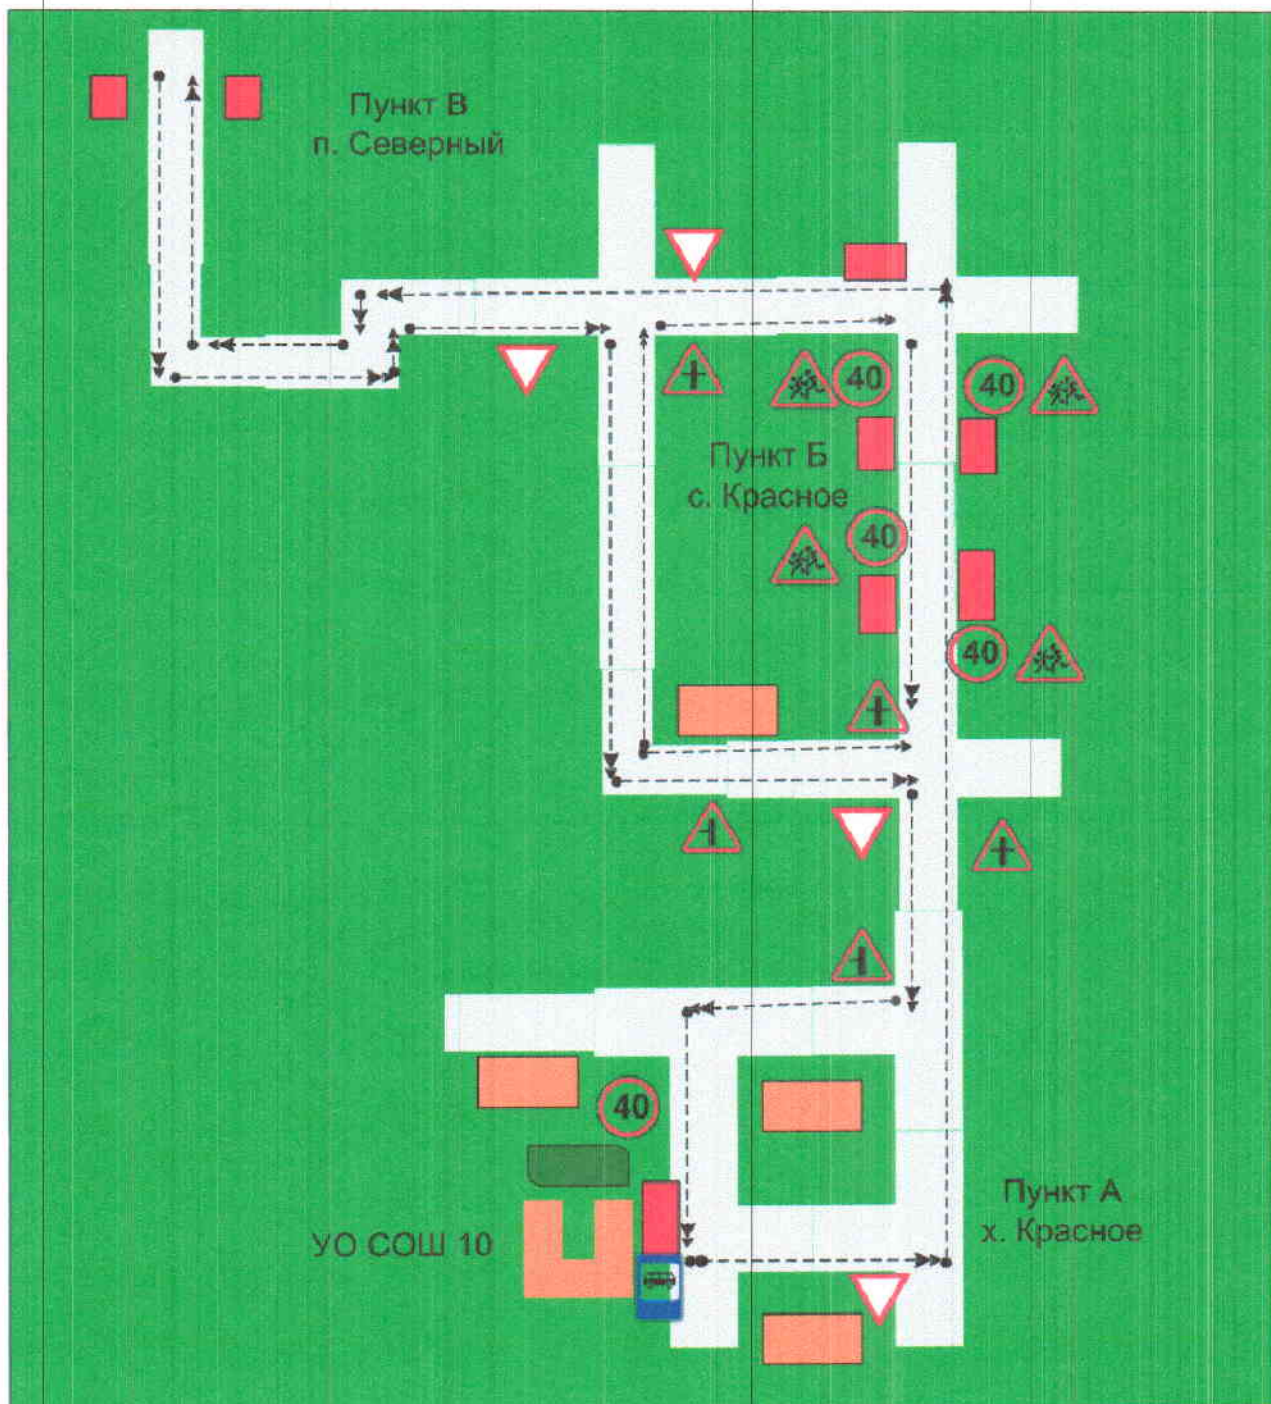 Пункт В
п. Северный
40
40
Пункт Б
с. Красное
40
40
40
Пункт А
х. Красное
УО СОШ 10